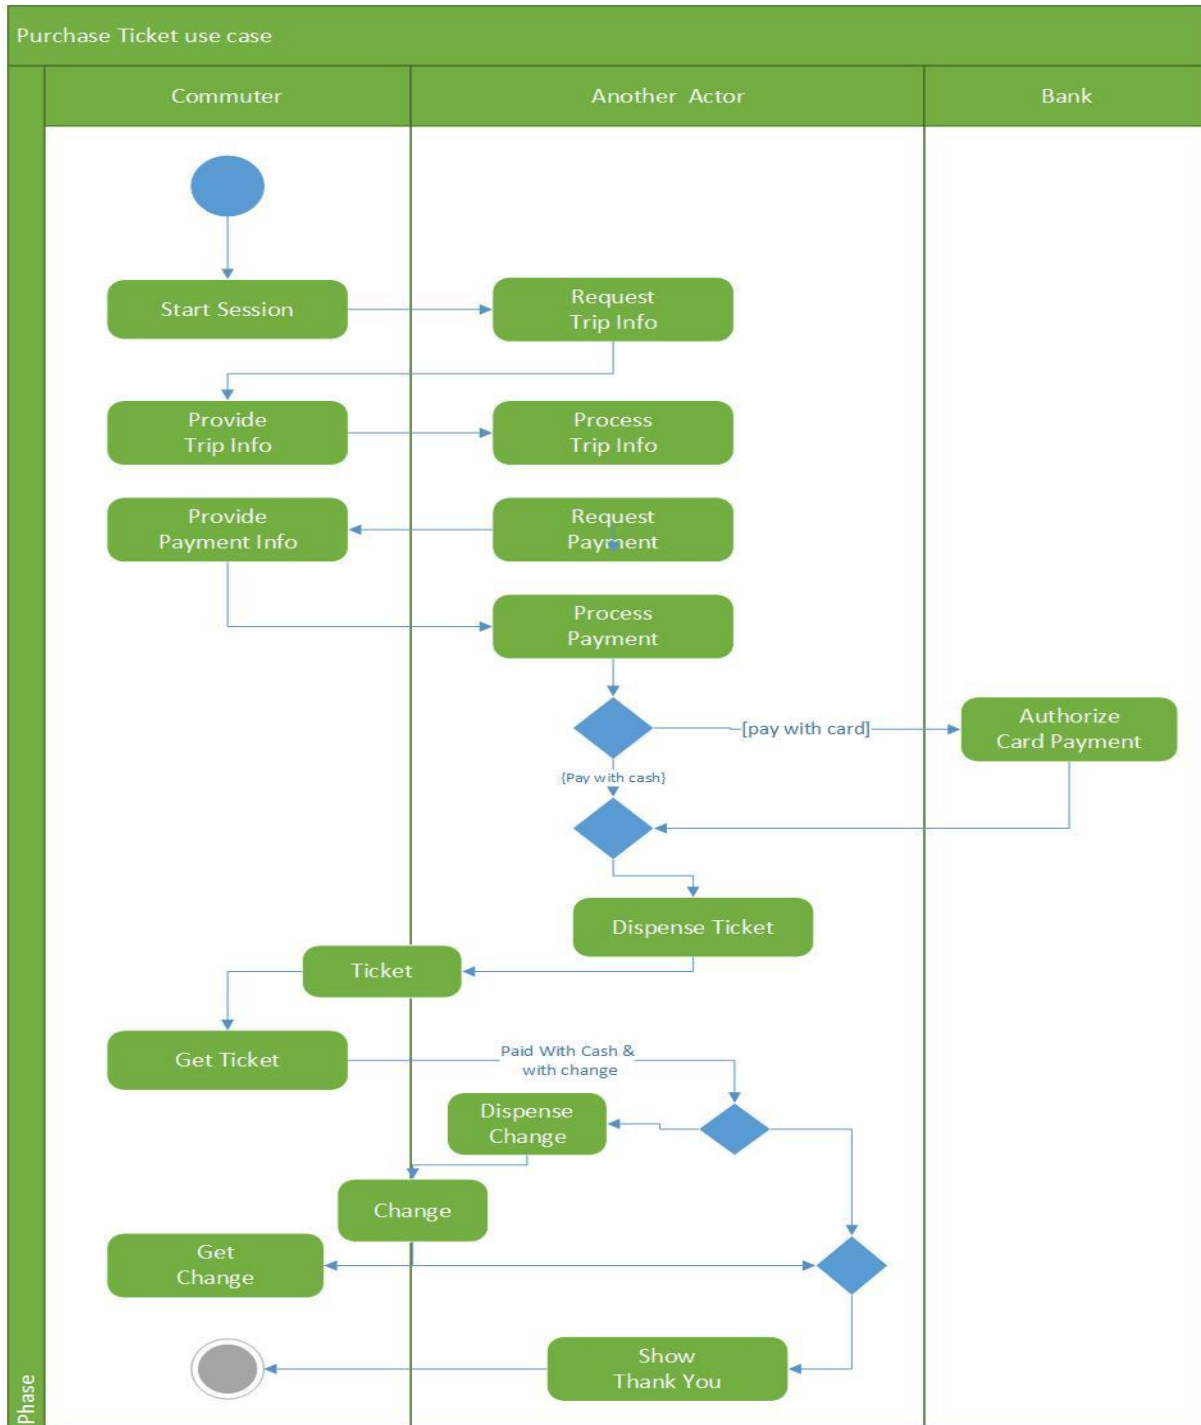 Purchase Ticket use case
Commuter
Another Actor
Bank
Start Session
Request
Trip Info
Provide
Trip Info
Process
Trip Info
Provide
Payment Info
Request
Payment
Process
Payment
[pay with card]
Authorize
Card Payment
{Pay with cash}
Dispense Ticket
Ticket
Get Ticket
Paid With Cash &
with change
Dispense
Change
Change
Get
Change
Show
Thank You
Phase